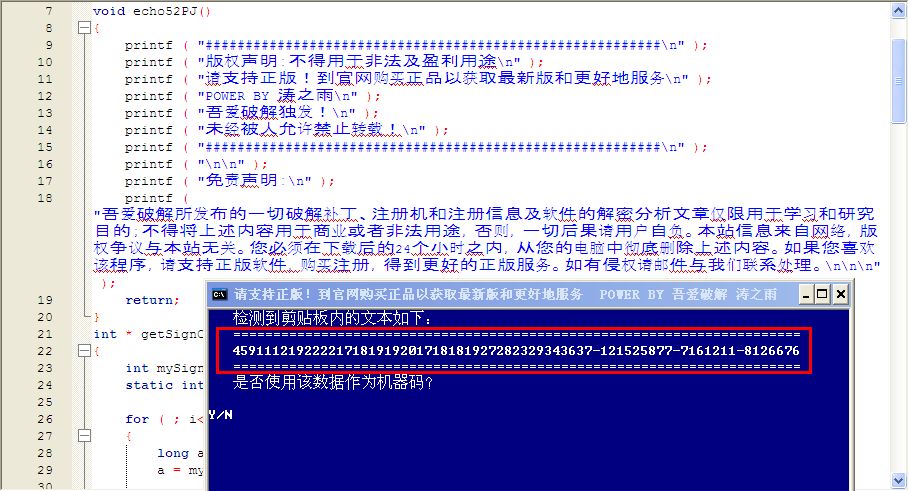 7 void echo52PJ()
8 {
9 printf ( "#########################################################\n" );
10 printf ( "版权声明:不得用于非法及盈利用途\n" );
11 printf ( "请支持正版！到官网购买正品以获取最新版和更好地服务\n" );
12 printf ( "POWER BY 涛之雨\n" );
13 printf ( "吾爱破解独发！\n" );
14 printf ( "未经被人允许禁止转载！\n" );
15 printf ( "#########################################################\n" );
16 printf ( "\n\n" );
17 printf ( "免责声明:\n" );
18 printf (
"吾爱破解所发布的一切破解补丁、注册机和注册信息及软件的解密分析文章仅限用于学习和研究
目的;不得将上述内容用于商业或者非法用途，否则，一切后果请用户自负。本站信息来自网络，版
权争议与本站无关。您必须在下载后的24个小时之内，从您的电脑中彻底删除上述内容。如果您喜欢
该程序，请支持正版软件，购买注册，得到更好的正版服务。如有侵权请邮件与我们联系处理。\n\n\n"
);
19 return;
20 }
21 int * getSignC
22 {
23 int mySign
24 static int
25
26 for ( ; i<
27 {
28 long a
29 a = my
30
请支持正版！到官网购买正品以获取最新版和更好地服务 POWER BY 吾爱破解 涛之雨
检测到剪贴板内的文本如下：
======================================================================
459111219222217181919201718181927282329343637-121525877-7161211-8126676
======================================================================
是否使用该数据作为机器码？
Y/N